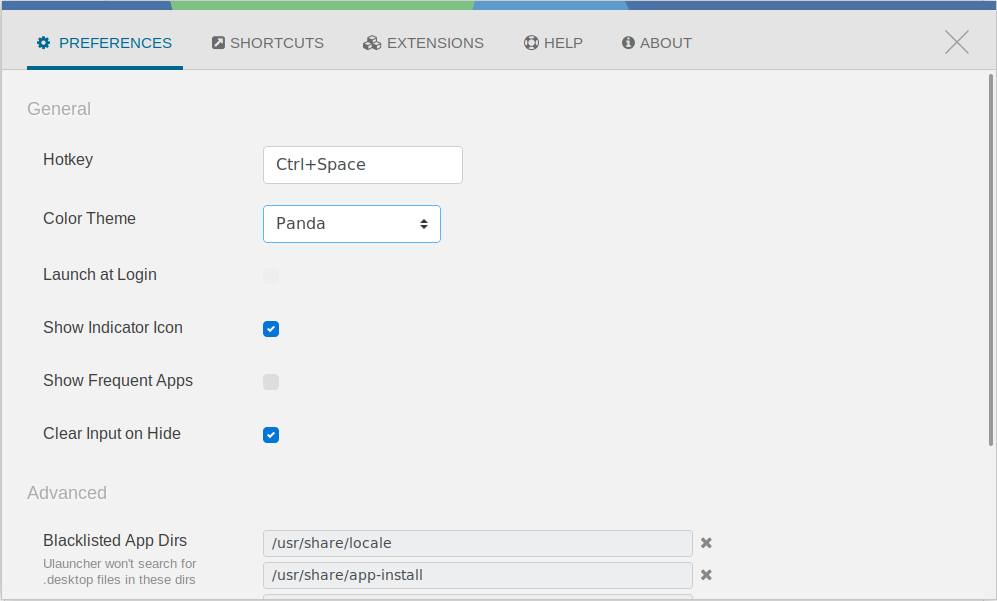 PREFERENCES
SHORTCUTS
EXTENSIONS
HELP
ABOUT
General
Hotkey
Ctrl+Space
Color Theme
Panda
Launch at Login
Show Indicator Icon
Show Frequent Apps
Clear Input on Hide
Advanced
Blacklisted App Dirs
Ulauncher won't search for
.desktop files in these dirs
/usr/share/locale
/usr/share/app-install